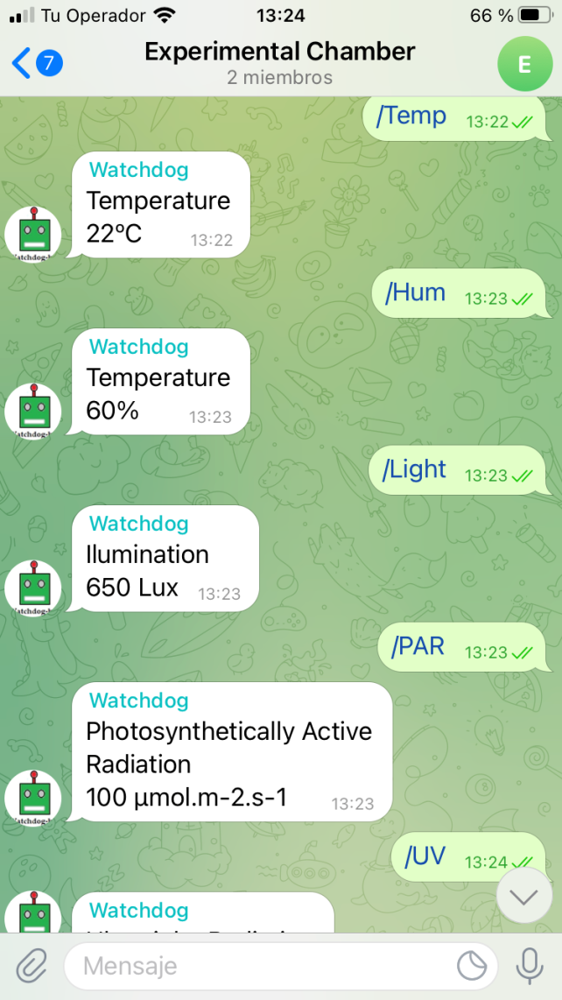 Tu Operador 13:24 66 %
7 Experimental Chamber E
2 miembros
/Temp 13:22
Watchdog
Temperature
22°C 13:22
/Hum 13:23
Watchdog
Temperature
60% 13:23
/Light 13:23
Watchdog
Ilumination
650 Lux 13:23
/PAR 13:23
Watchdog
Photosynthetically Active
Radiation
100 µmol.m-2.s-1 13:23
/UV 13:24
Watchdog
Mensaje